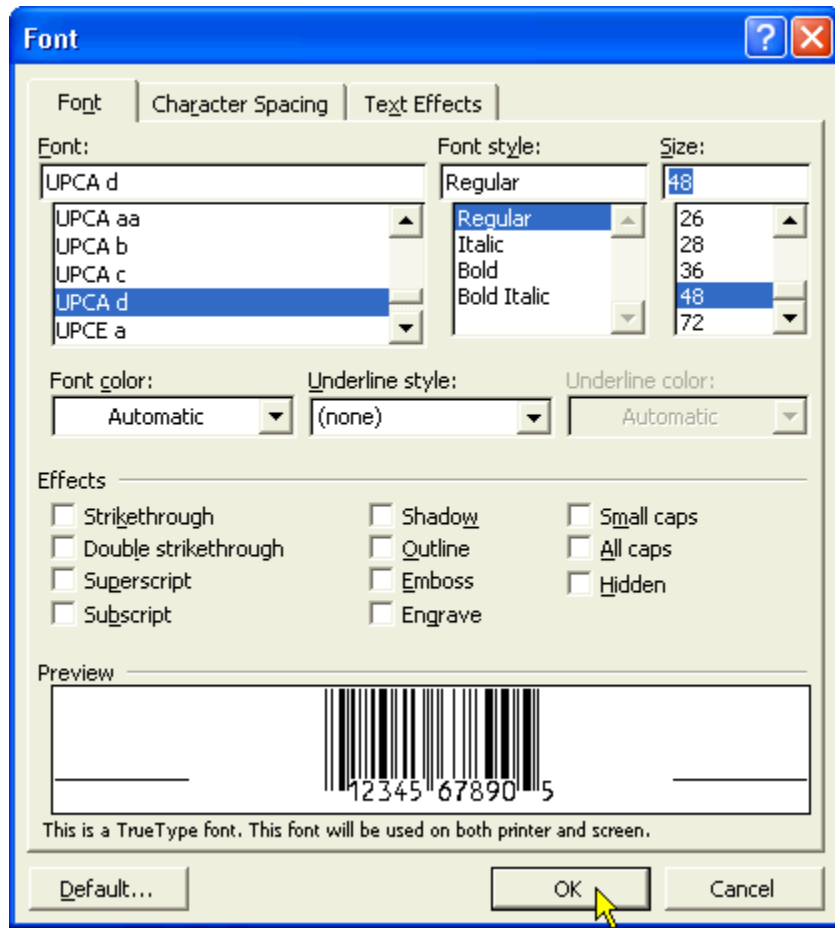 Font
Font Character Spacing Text Effects
Font: Font style: Size:
UPCA d Regular 48
UPCA aa Regular 26
UPCA b Italic 28
UPCA c Bold 36
UPCA d Bold Italic 48
UPCE a 72
Font color: Underline style: Underline color:
Automatic (none) Automatic
Effects
Strikethrough Shadow Small caps
Double strikethrough Outline All caps
Superscript Emboss Hidden
Subscript Engrave
Preview
12345 67890 5
This is a TrueType font. This font will be used on both printer and screen.
Default... OK Cancel